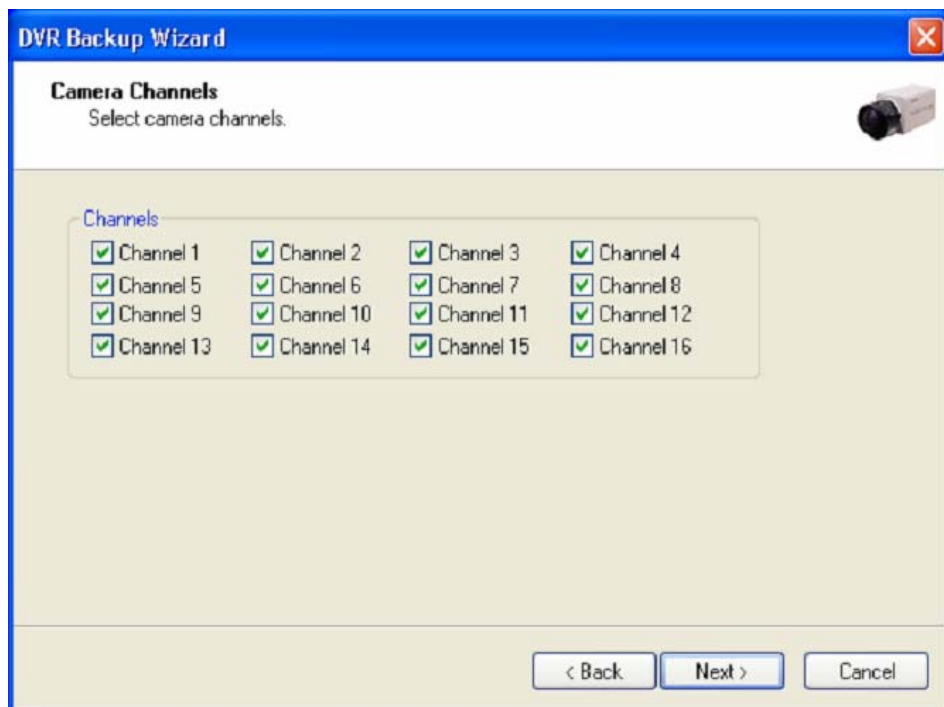 DVR Backup Wizard
Camera Channels
Select camera channels.
Channels
Channel 1 Channel 2 Channel 3 Channel 4
Channel 5 Channel 6 Channel 7 Channel 8
Channel 9 Channel 10 Channel 11 Channel 12
Channel 13 Channel 14 Channel 15 Channel 16
< Back Next > Cancel